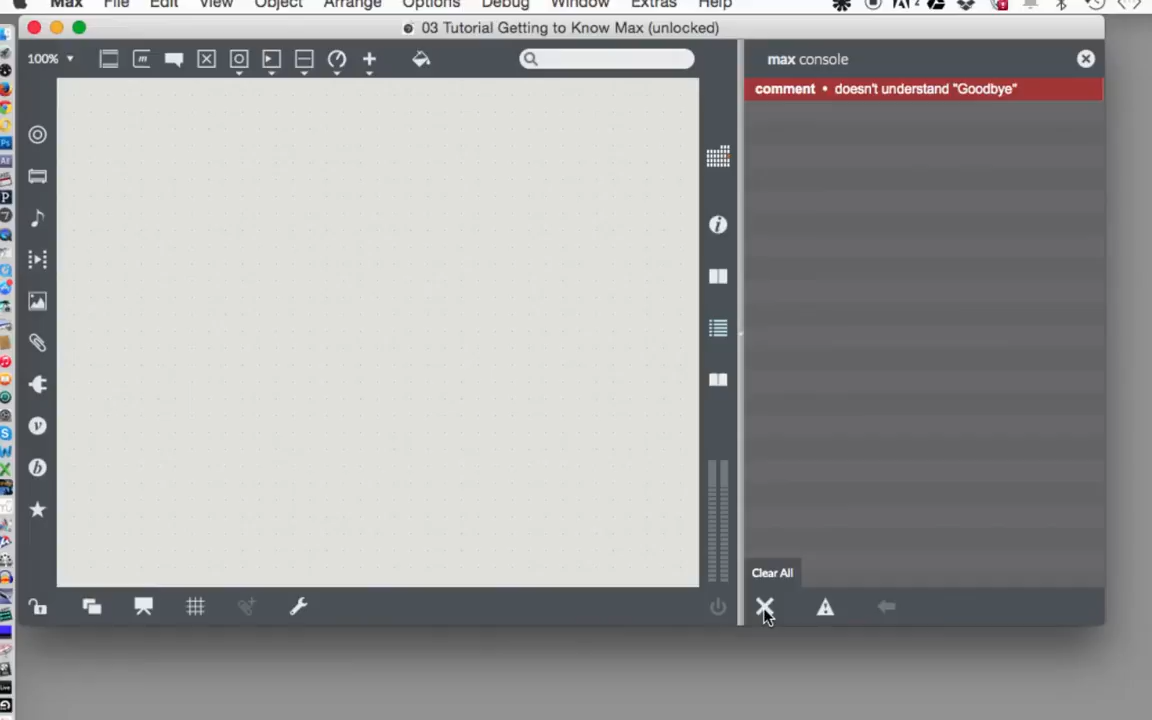 Max File Edit View Object Arrange Options Debug Window Extras Help
03 Tutorial Getting to Know Max (unlocked)
100%
max console
comment • doesn't understand "Goodbye"
Clear All